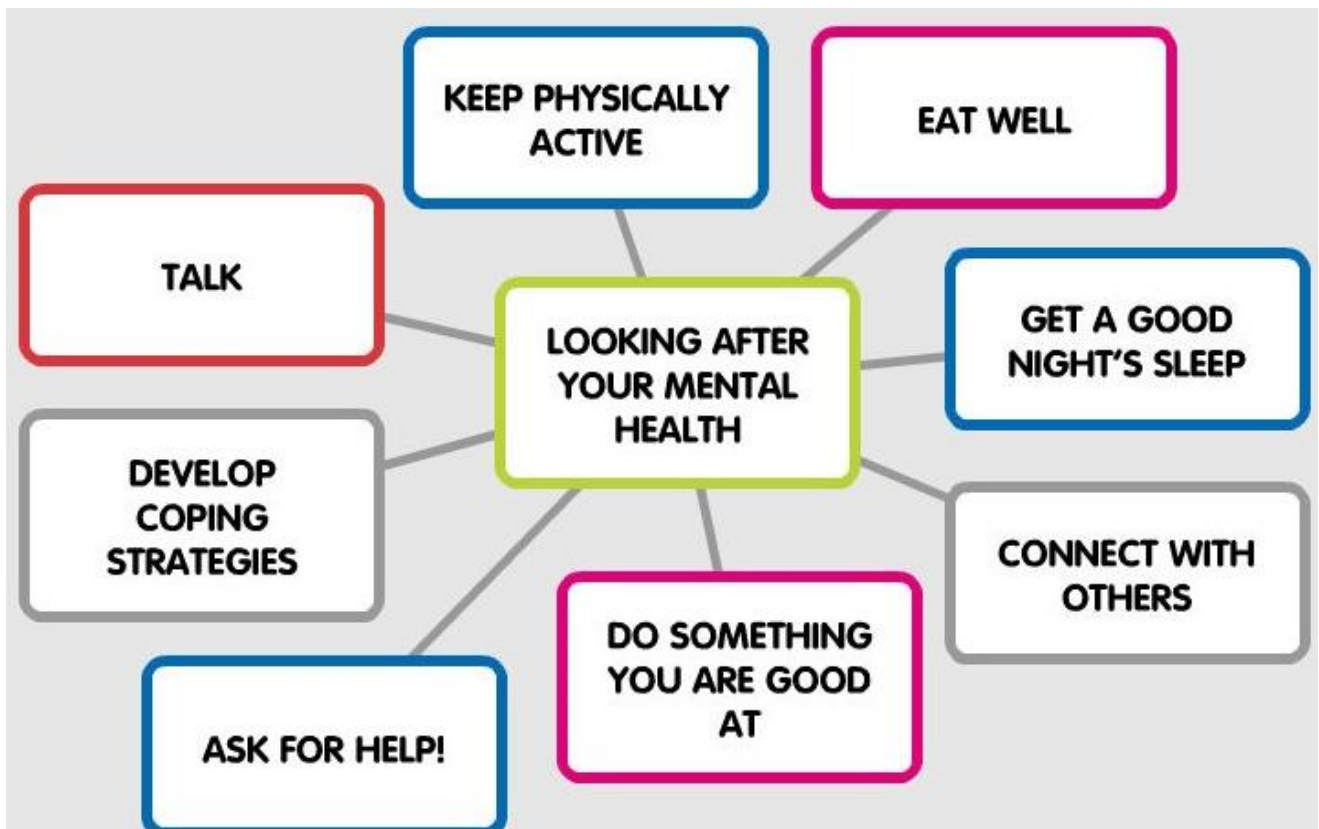 KEEP PHYSICALLY
ACTIVE
EAT WELL
TALK
LOOKING AFTER
YOUR MENTAL
HEALTH
GET A GOOD
NIGHT'S SLEEP
DEVELOP
COPING
STRATEGIES
CONNECT WITH
OTHERS
DO SOMETHING
YOU ARE GOOD
AT
ASK FOR HELP!